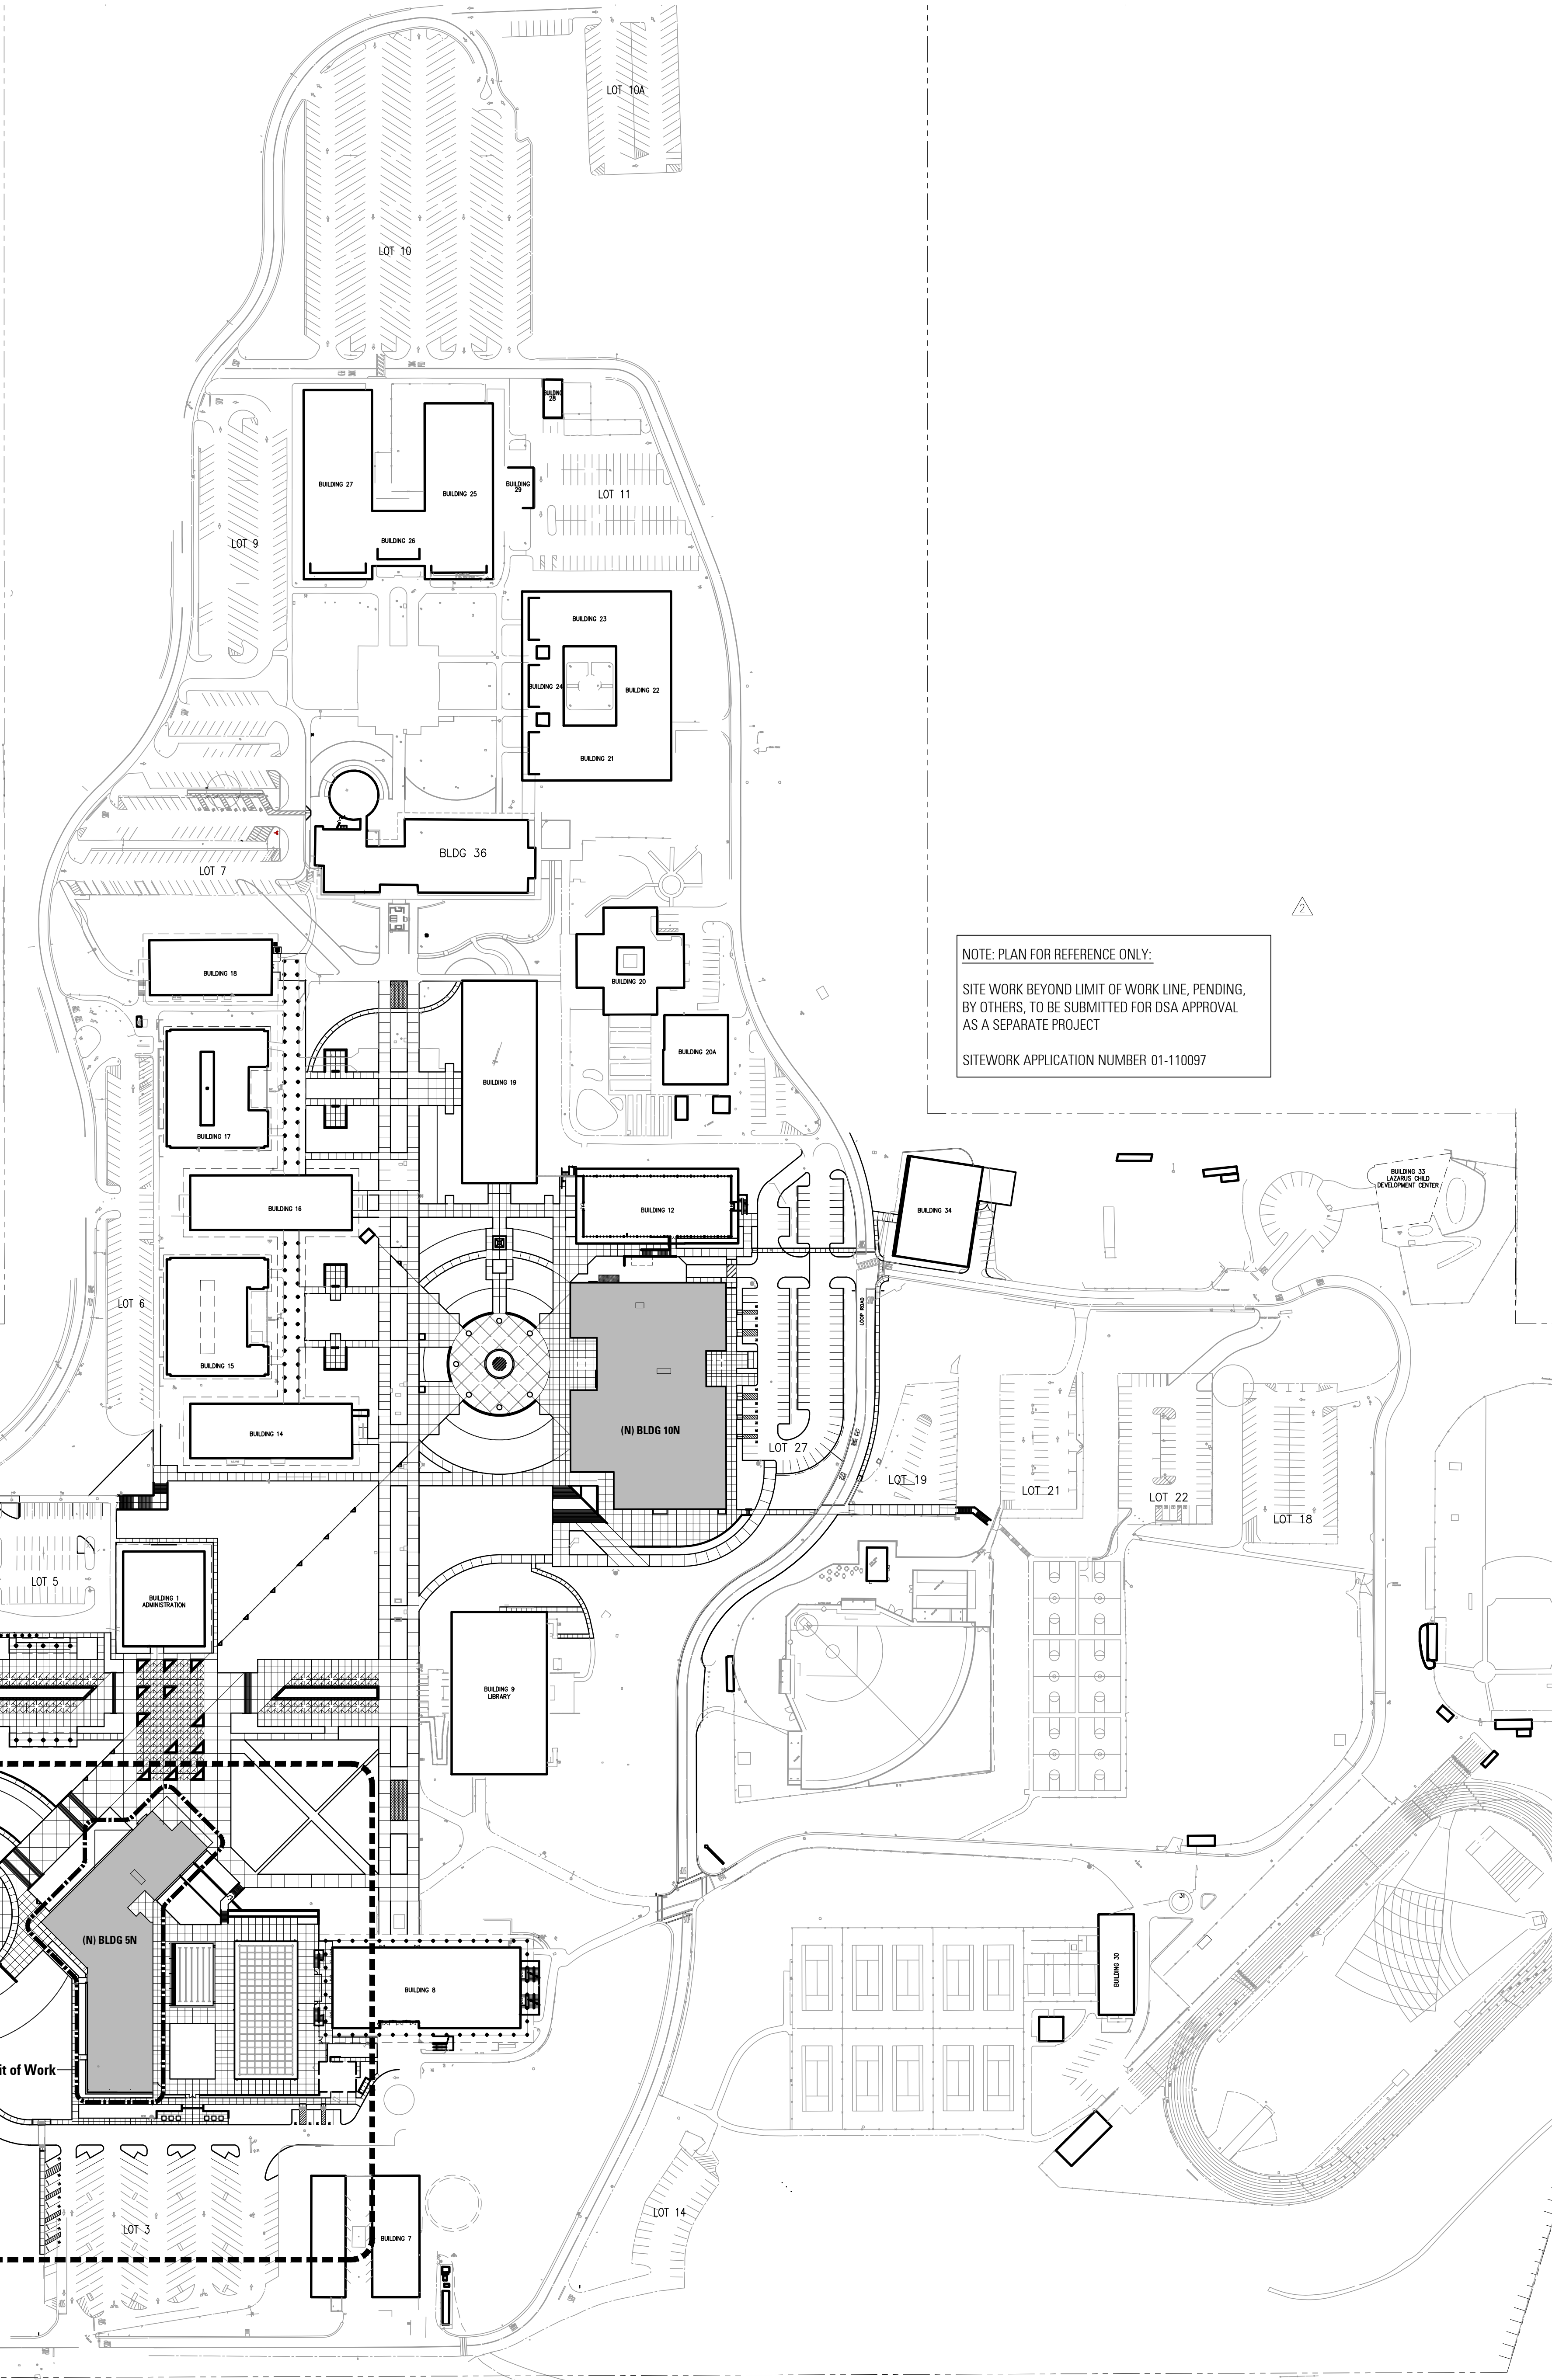 LOT 10A
LOT 10
BUILDING
28
BUILDING 27
BUILDING 25
BUILDING
29
LOT 11
BUILDING 26
LOT 9
BUILDING 23
BUILDING 24
BUILDING 22
BUILDING 21
BLDG 36
LOT 7
2
NOTE: PLAN FOR REFERENCE ONLY:
SITE WORK BEYOND LIMIT OF WORK LINE, PENDING,
BY OTHERS, TO BE SUBMITTED FOR DSA APPROVAL
AS A SEPARATE PROJECT
SITEWORK APPLICATION NUMBER 01-110097
BUILDING 18
BUILDING 20
BUILDING 20A
BUILDING 19
BUILDING 17
BUILDING 33
LAZARUS CHILD
DEVELOPMENT CENTER
BUILDING 16
BUILDING 12
BUILDING 34
LOT 6
LOOP ROAD
BUILDING 15
(N) BLDG 10N
BUILDING 14
LOT 27
LOT 19
LOT 21
LOT 22
LOT 18
LOT 5
BUILDING 1
ADMINISTRATION
BUILDING 9
LIBRARY
31
(N) BLDG 5N
BUILDING 8
BUILDING 30
it of Work
LOT 14
LOT 3
BUILDING 7